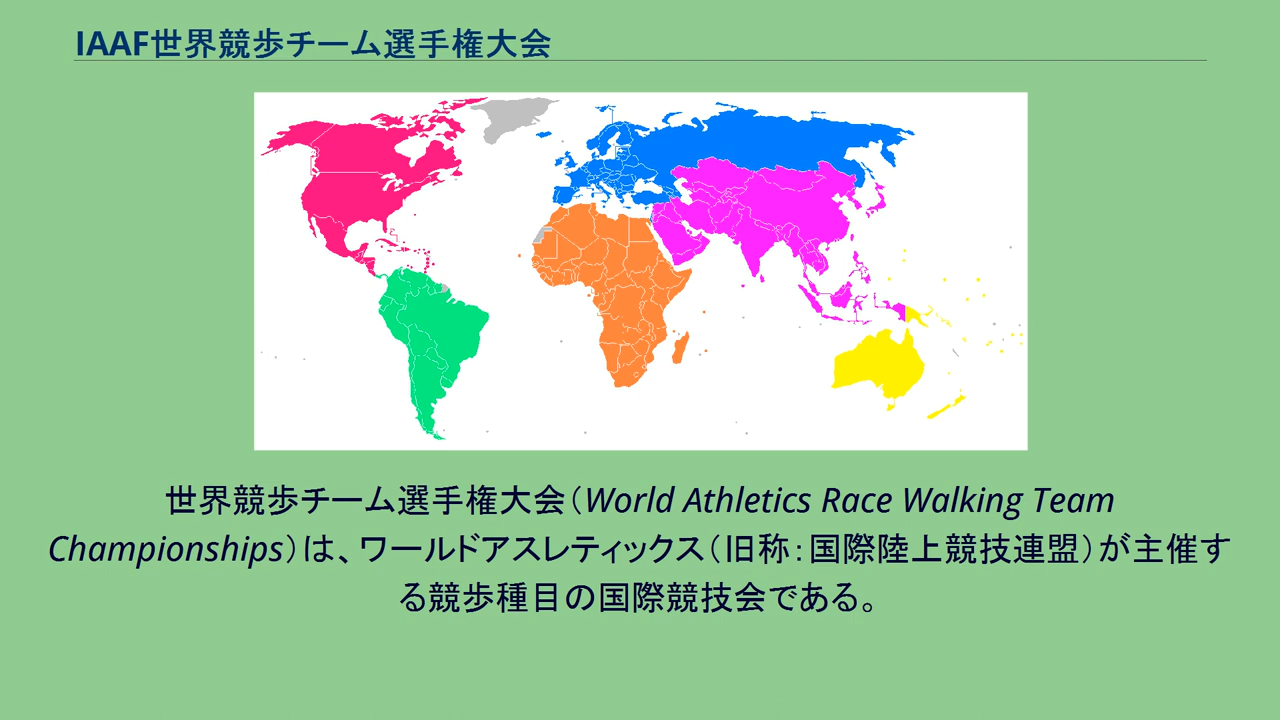 IAAF世界競歩チーム選手権大会
世界競歩チーム選手権大会（World Athletics Race Walking Team
Championships）は、ワールドアスレティックス（旧称：国際陸上競技連盟）が主催す
る競歩種目の国際競技会である。